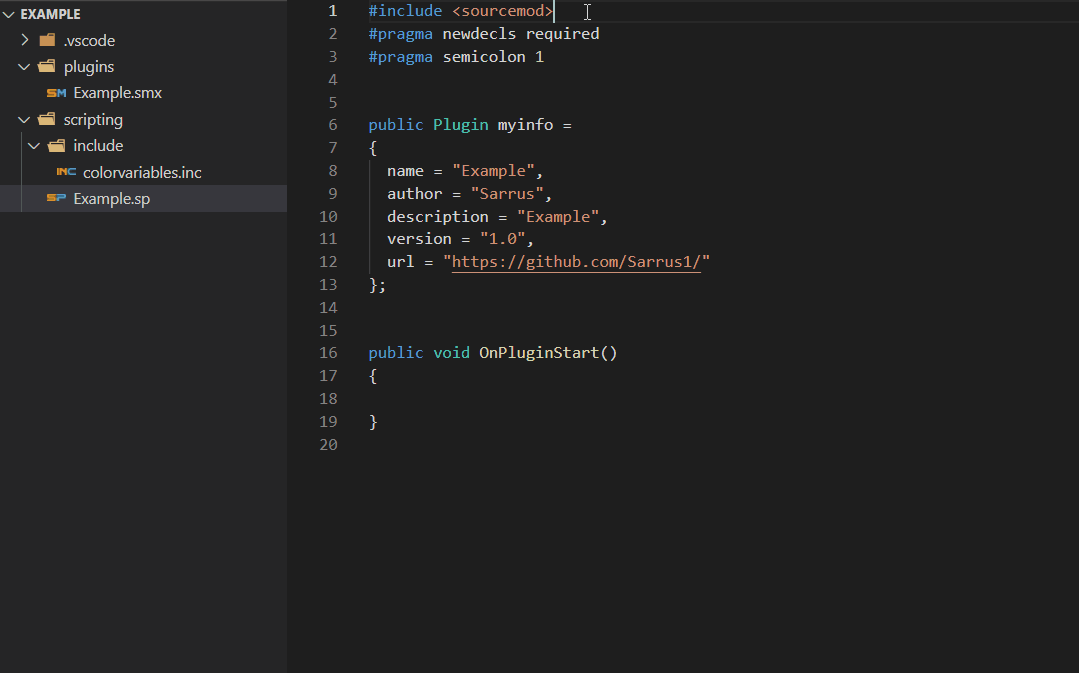 EXAMPLE
.vscode
plugins
SM Example.smx
scripting
include
INC colorvariables.inc
SP Example.sp
1 #include <sourcemod>
2 #pragma newdecls required
3 #pragma semicolon 1
4
5
6 public Plugin myinfo =
7 {
8 name = "Example",
9 author = "Sarrus",
10 description = "Example",
11 version = "1.0",
12 url = "https://github.com/Sarrus1/"
13 };
14
15
16 public void OnPluginStart()
17 {
18
19 }
20